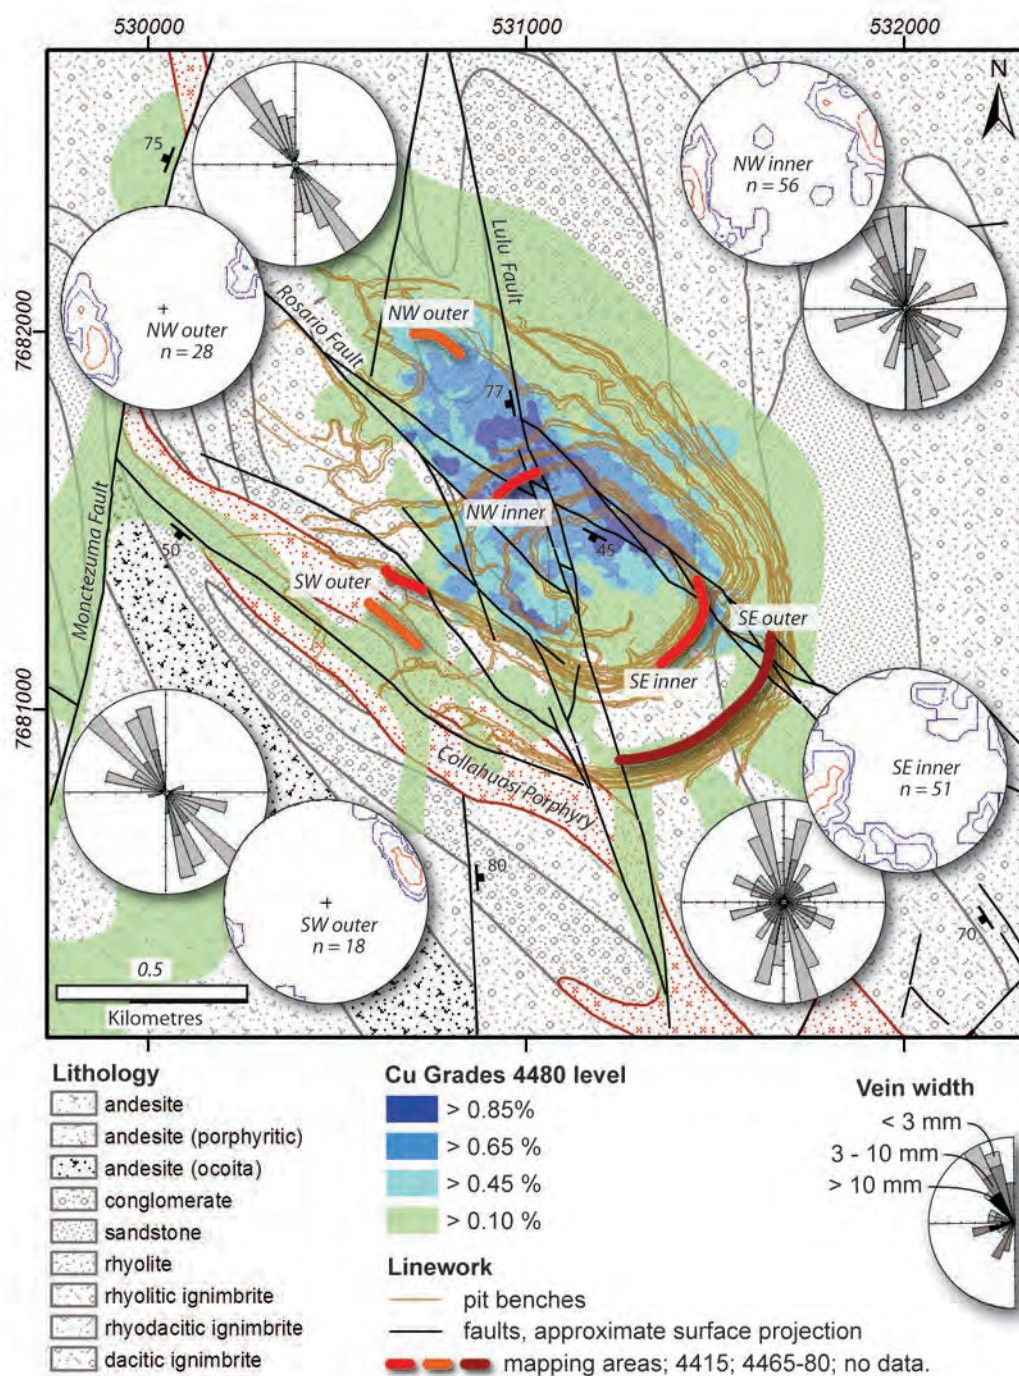 530000
531000
532000
N
75
NW inner
n = 56
Lulu Fault
NW outer
n = 28
Rosario Fault
NW outer
7682000
77
NW inner
Monctezuma Fault
50
45
SW outer
SE outer
SE inner
7681000
Collahuasi Porphyry
SE inner
n = 51
80
SW outer
n = 18
70
0.5
Kilometres
Lithology
andesite
andesite (porphyritic)
andesite (ocoita)
conglomerate
sandstone
rhyolite
rhyolitic ignimbrite
rhyodacitic ignimbrite
dacitic ignimbrite
Cu Grades 4480 level
> 0.85%
> 0.65 %
> 0.45 %
> 0.10 %
Linework
pit benches
faults, approximate surface projection
mapping areas; 4415; 4465-80; no data.
Vein width
< 3 mm
3 - 10 mm
> 10 mm